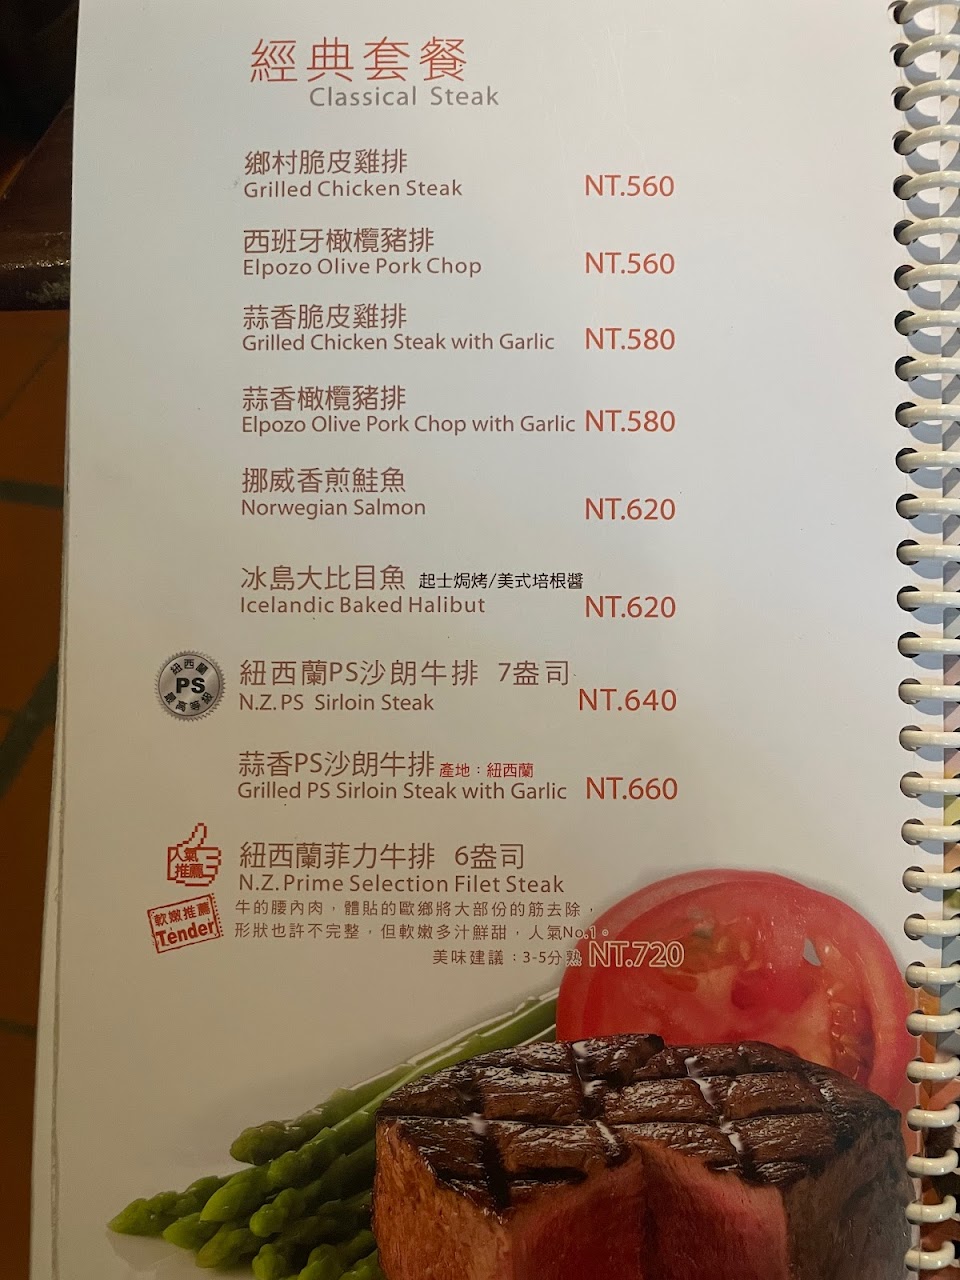 經典套餐
Classical Steak
鄉村脆皮雞排
Grilled Chicken Steak NT.560
西班牙橄欖豬排
Elpozo Olive Pork Chop NT.560
蒜香脆皮雞排
Grilled Chicken Steak with Garlic NT.580
蒜香橄欖豬排
Elpozo Olive Pork Chop with Garlic NT.580
挪威香煎鮭魚
Norwegian Salmon NT.620
冰島大比目魚 起士焗烤/美式培根醬
Icelandic Baked Halibut NT.620
紐西蘭
PS
最高等級
紐西蘭PS沙朗牛排 7盎司
N.Z. PS Sirloin Steak NT.640
蒜香PS沙朗牛排 產地：紐西蘭
Grilled PS Sirloin Steak with Garlic NT.660
人氣
推薦
紐西蘭菲力牛排 6盎司
N.Z. Prime Selection Filet Steak
軟嫩推薦
Tender
牛的腰內肉，體貼的歐鄉將大部份的筋去除，
形狀也許不完整，但軟嫩多汁鮮甜，人氣No.1。
美味建議：3-5分熟 NT.720